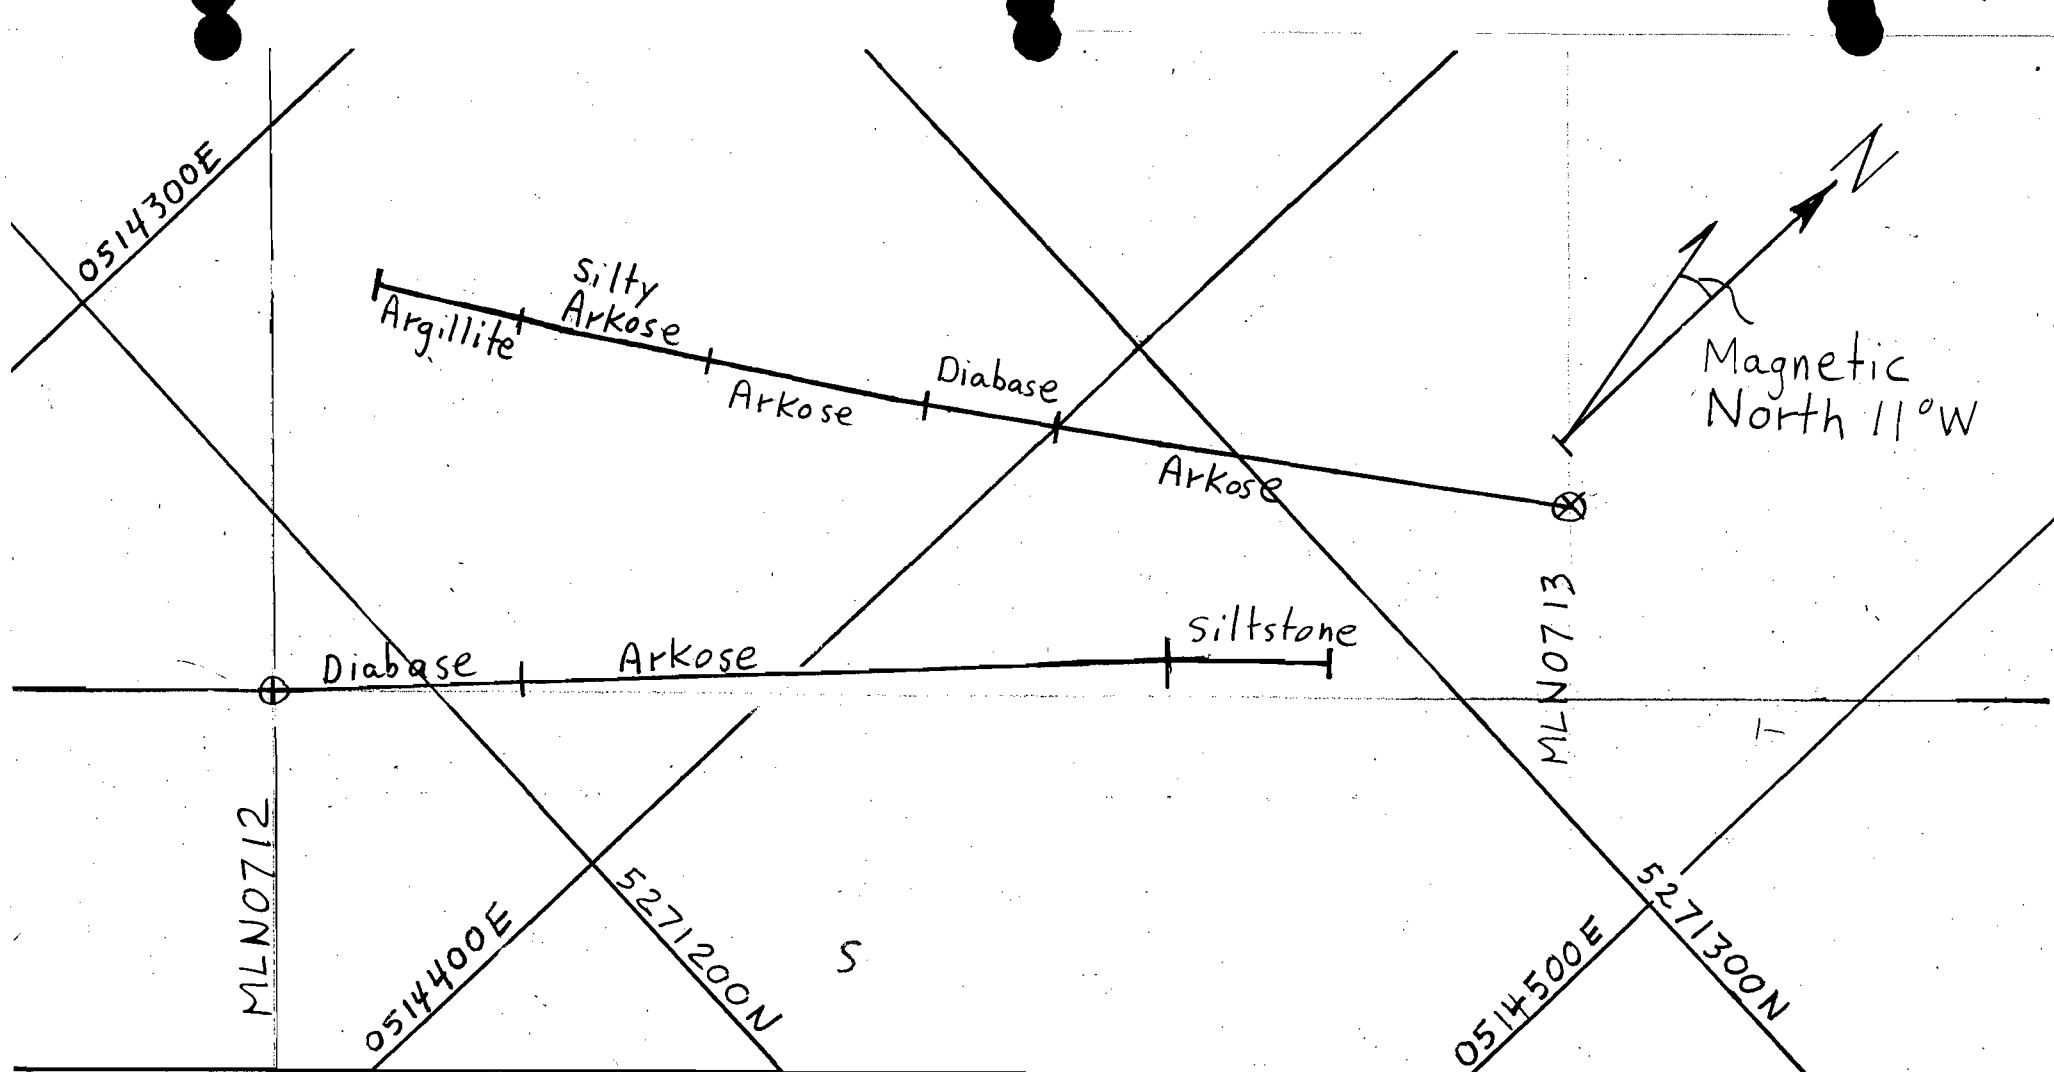 0514300E
N
Silty
Arkose
Argillite
Diabase
Magnetic
North 11°W
Arkose
Arkose
Siltstone
Diabase
Arkose
MLN0713
MLN0712
5271200N
5271300N
0514400E
S
0514500E